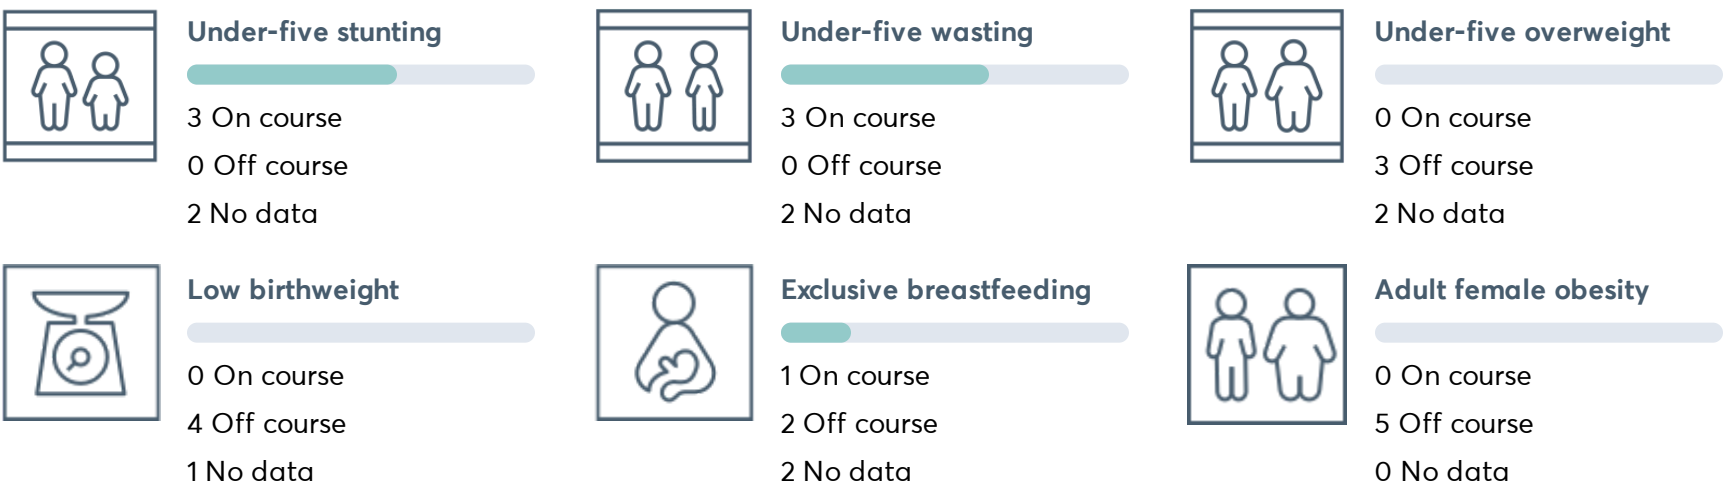 Under-five stunting
3 On course
0 Off course
2 No data
Under-five wasting
3 On course
0 Off course
2 No data
Under-five overweight
0 On course
3 Off course
2 No data
Low birthweight
0 On course
4 Off course
1 No data
Exclusive breastfeeding
1 On course
2 Off course
2 No data
Adult female obesity
0 On course
5 Off course
0 No data